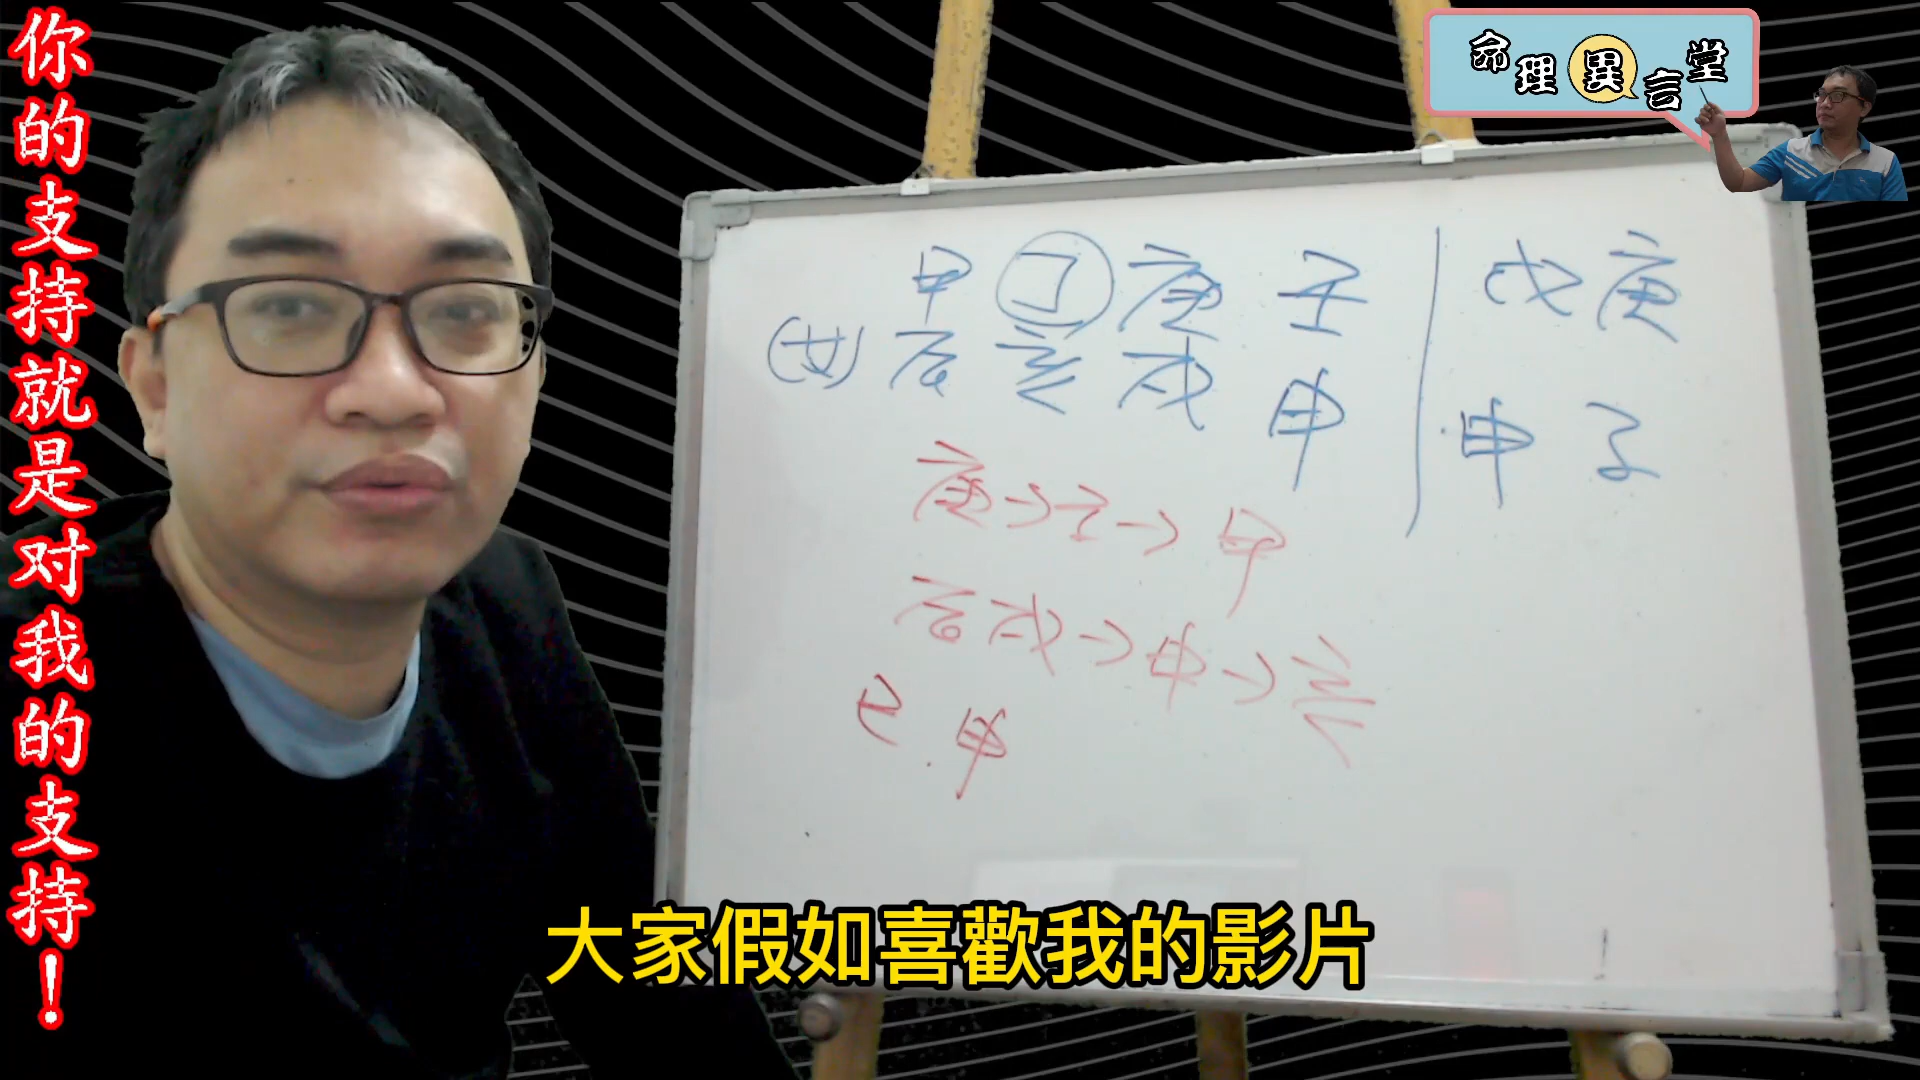 你的支持就是对我的支持！
命理異言堂
甲丁庚壬 戊庚
(女)辰亥戌申 申子
庚→壬→甲
辰戌→申→亥
巳.申
大家假如喜歡我的影片